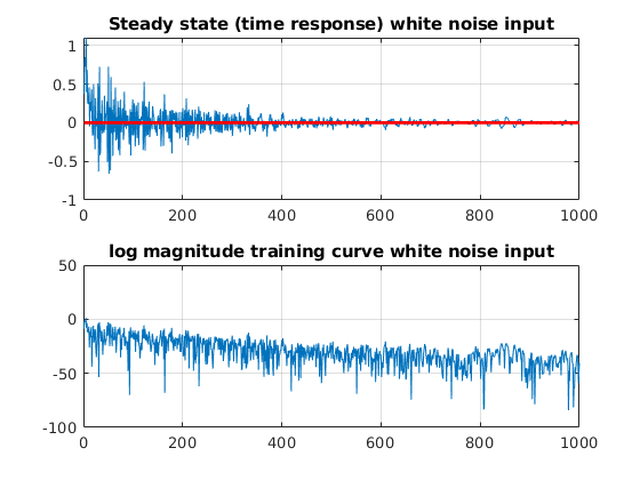 Steady state (time response) white noise input
1
0.5
0
-0.5
-1
0 200 400 600 800 1000
log magnitude training curve white noise input
50
0
-50
-100
0 200 400 600 800 1000